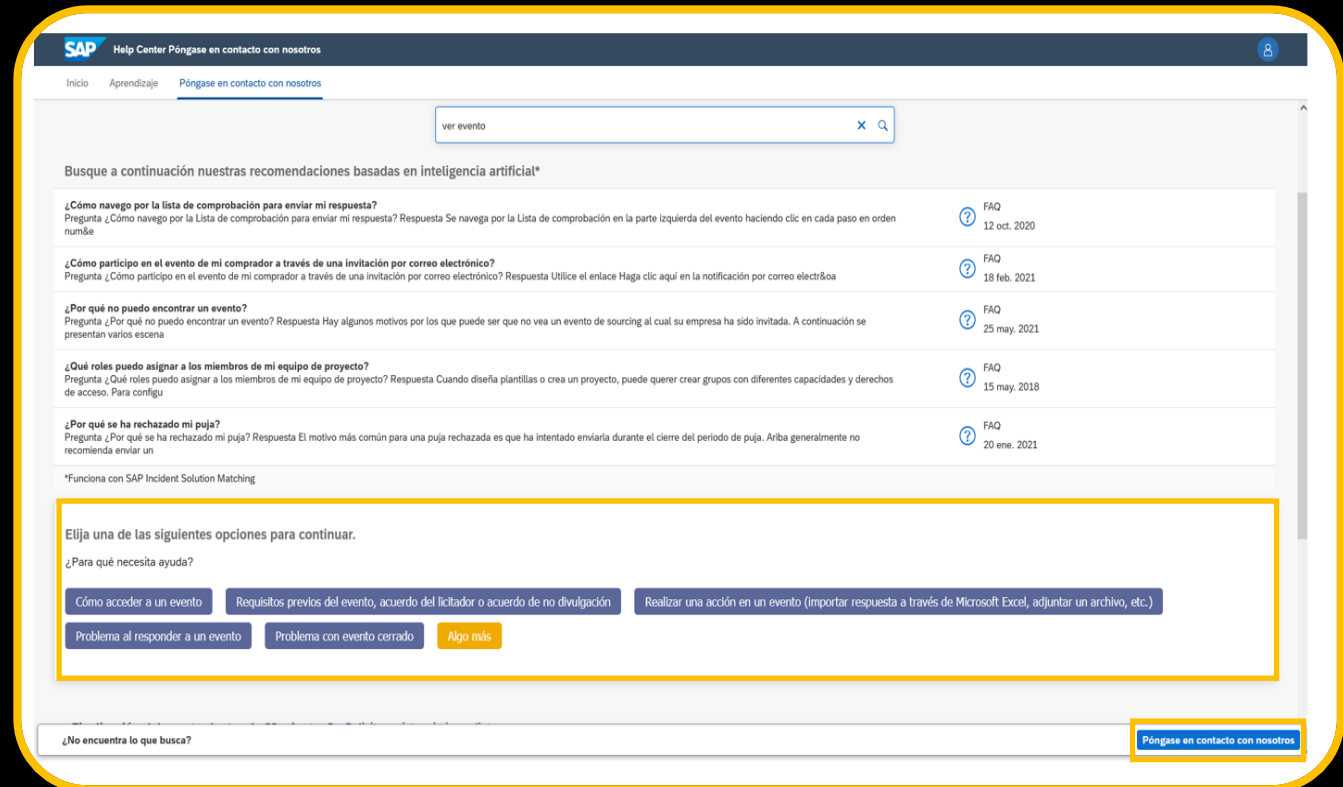 SAP Help Center Póngase en contacto con nosotros
Inicio Aprendizaje Póngase en contacto con nosotros
ver evento
Busque a continuación nuestras recomendaciones basadas en inteligencia artificial*
¿Cómo navego por la lista de comprobación para enviar mi respuesta?
Pregunta ¿Cómo navego por la Lista de comprobación para enviar mi respuesta? Respuesta Se navega por la Lista de comprobación en la parte izquierda del evento haciendo clic en cada paso en orden
num&e
FAQ
12 oct. 2020
¿Cómo participo en el evento de mi comprador a través de una invitación por correo electrónico?
Pregunta ¿Cómo participo en el evento de mi comprador a través de una invitación por correo electrónico? Respuesta Utilice el enlace Haga clic aquí en la notificación por correo electr&oa
FAQ
18 feb. 2021
¿Por qué no puedo encontrar un evento?
Pregunta ¿Por qué no puedo encontrar un evento? Respuesta Hay algunos motivos por los que puede ser que no vea un evento de sourcing al cual su empresa ha sido invitada. A continuación se
presentan varios escena
FAQ
25 may. 2021
¿Qué roles puedo asignar a los miembros de mi equipo de proyecto?
Pregunta ¿Qué roles puedo asignar a los miembros de mi equipo de proyecto? Respuesta Cuando diseña plantillas o crea un proyecto, puede querer crear grupos con diferentes capacidades y derechos
de acceso. Para configu
FAQ
15 may. 2018
¿Por qué se ha rechazado mi puja?
Pregunta ¿Por qué se ha rechazado mi puja? Respuesta El motivo más común para una puja rechazada es que ha intentado enviarla durante el cierre del periodo de puja. Ariba generalmente no
recomienda enviar un
FAQ
20 ene. 2021
*Funciona con SAP Incident Solution Matching
Elija una de las siguientes opciones para continuar.
¿Para qué necesita ayuda?
Cómo acceder a un evento Requisitos previos del evento, acuerdo del licitador o acuerdo de no divulgación Realizar una acción en un evento (importar respuesta a través de Microsoft Excel, adjuntar un archivo, etc.)
Problema al responder a un evento Problema con evento cerrado Algo más
¿No encuentra lo que busca? Póngase en contacto con nosotros